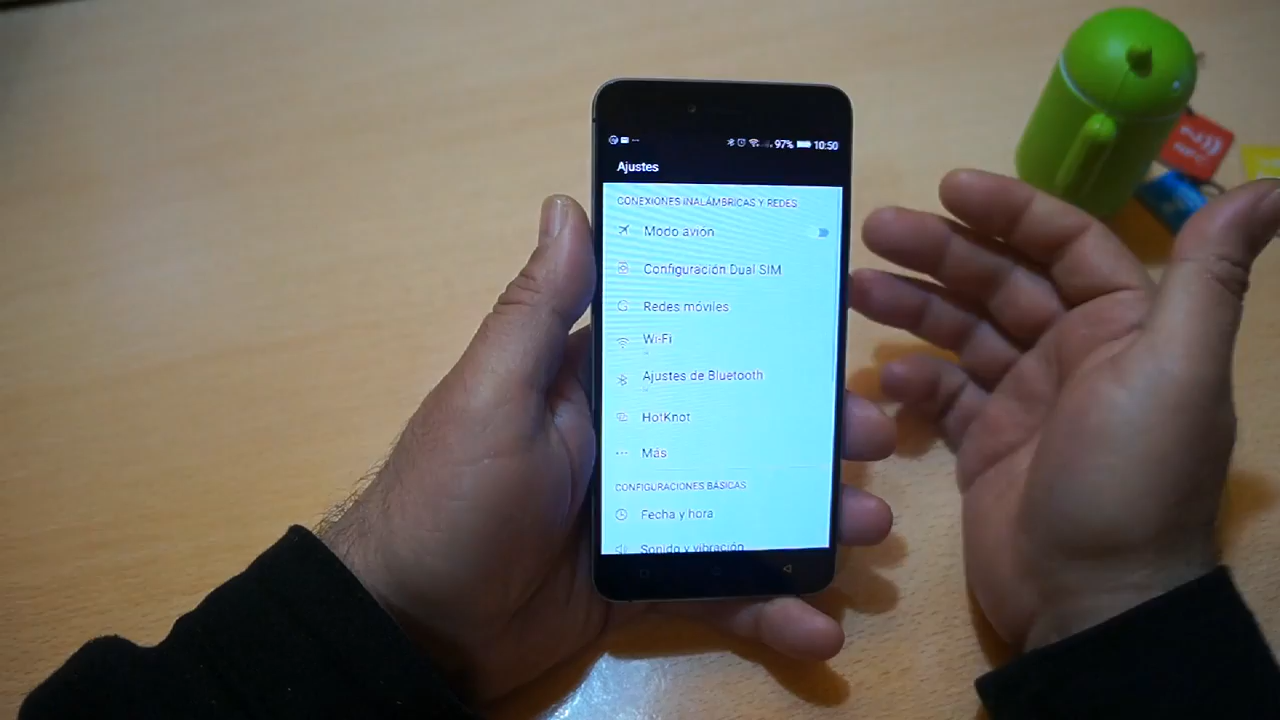 97% 10:50
Ajustes
CONEXIONES INALÁMBRICAS Y REDES
Modo avión
Configuración Dual SIM
Redes móviles
Wi-Fi
Ajustes de Bluetooth
HotKnot
Más
CONFIGURACIONES BÁSICAS
Fecha y hora
Sonido y vibración